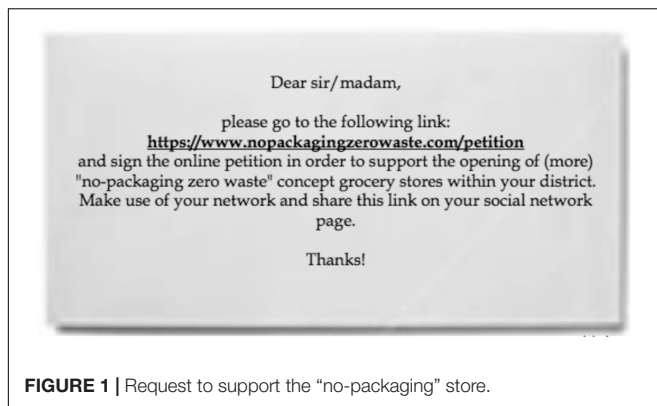 Dear sir/madam,
please go to the following link:
https://www.nopackagingzerowaste.com/petition
and sign the online petition in order to support the opening of (more)
"no-packaging zero waste" concept grocery stores within your district.
Make use of your network and share this link on your social network
page.
Thanks!
FIGURE 1 | Request to support the “no-packaging” store.